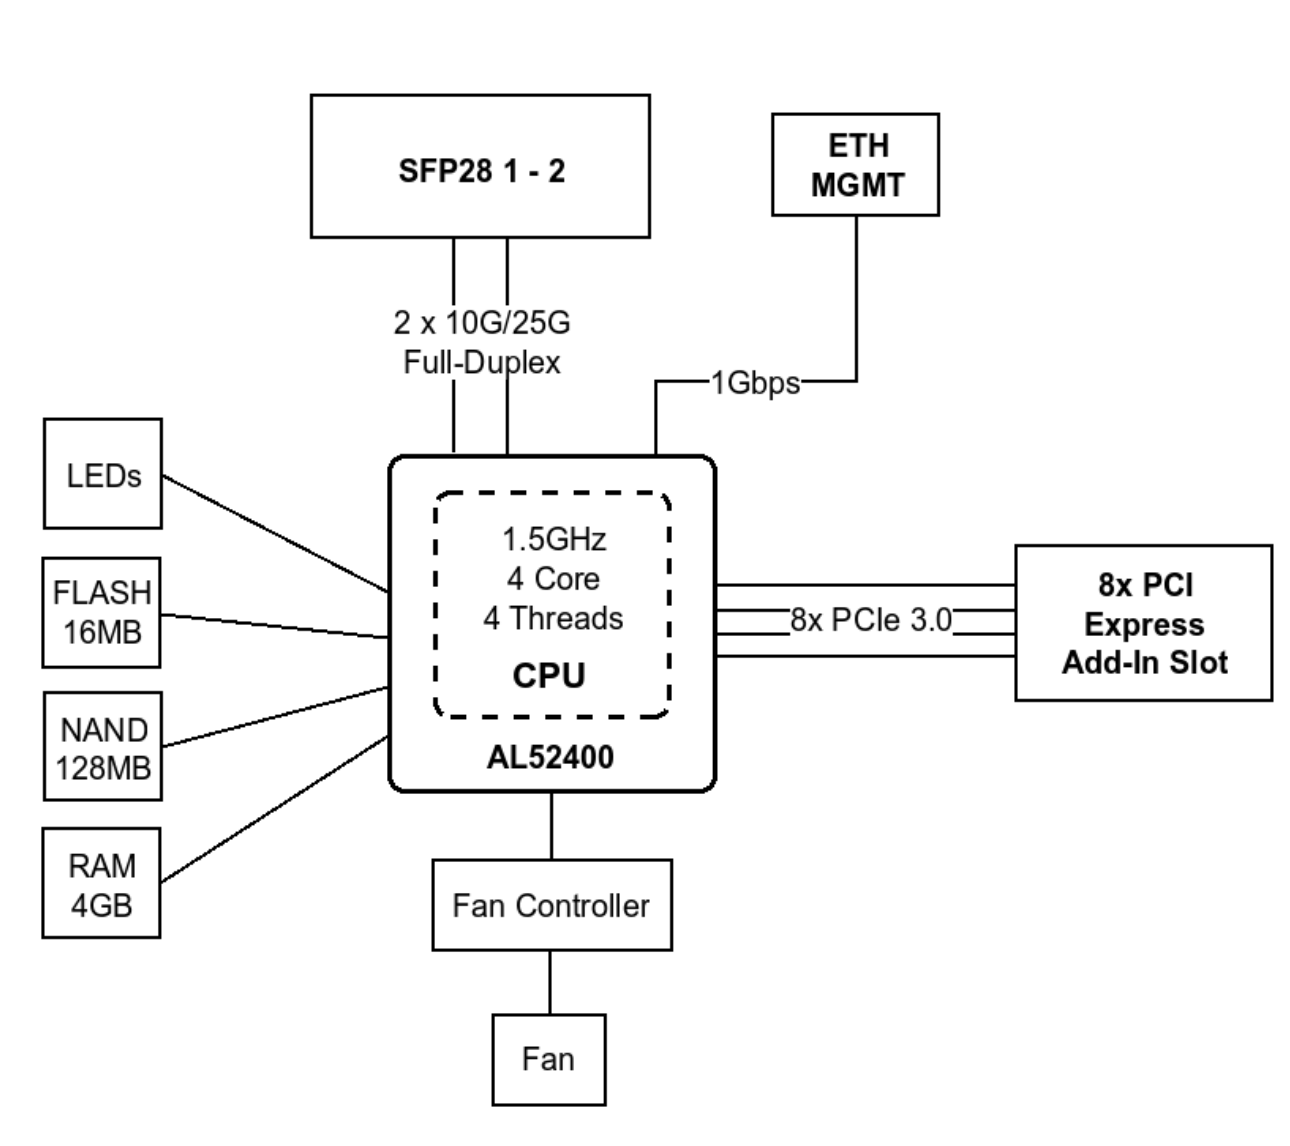 SFP28 1 - 2
ETH
MGMT
2 x 10G/25G
Full-Duplex
1Gbps
LEDs
FLASH
16MB
NAND
128MB
RAM
4GB
1.5GHz
4 Core
4 Threads
CPU
AL52400
8x PCIe 3.0
8x PCI
Express
Add-In Slot
Fan Controller
Fan